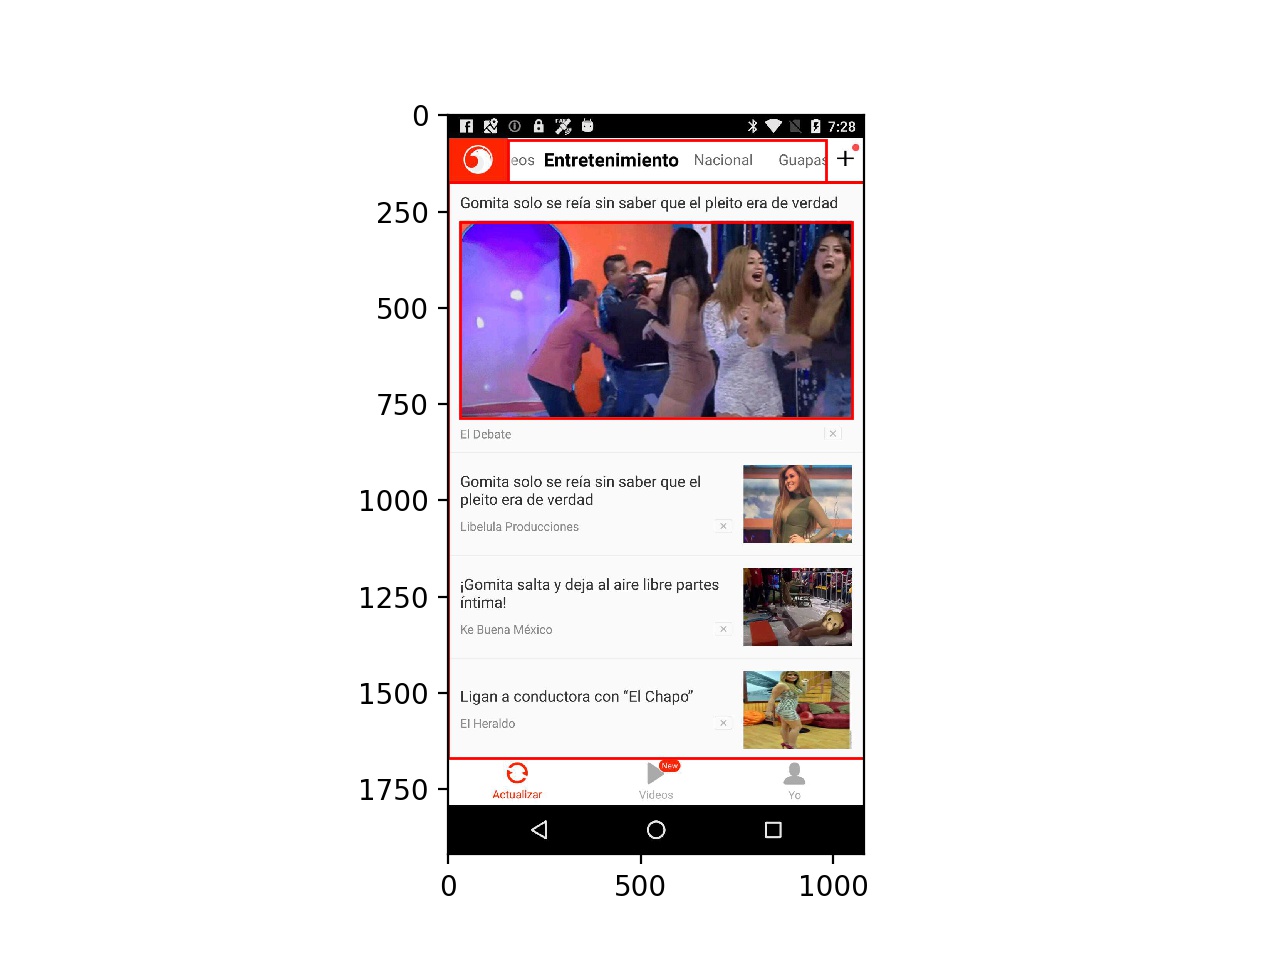 0
7:28
eos Entretenimiento Nacional Guapas
250
Gomita solo se reía sin saber que el pleito era de verdad
500
750
El Debate
1000
Gomita solo se reía sin saber que el
pleito era de verdad
Libelula Producciones
1250
¡Gomita salta y deja al aire libre partes
íntima!
Ke Buena México
1500
Ligan a conductora con “El Chapo”
El Heraldo
1750
New
Actualizar Videos Yo
0 500 1000